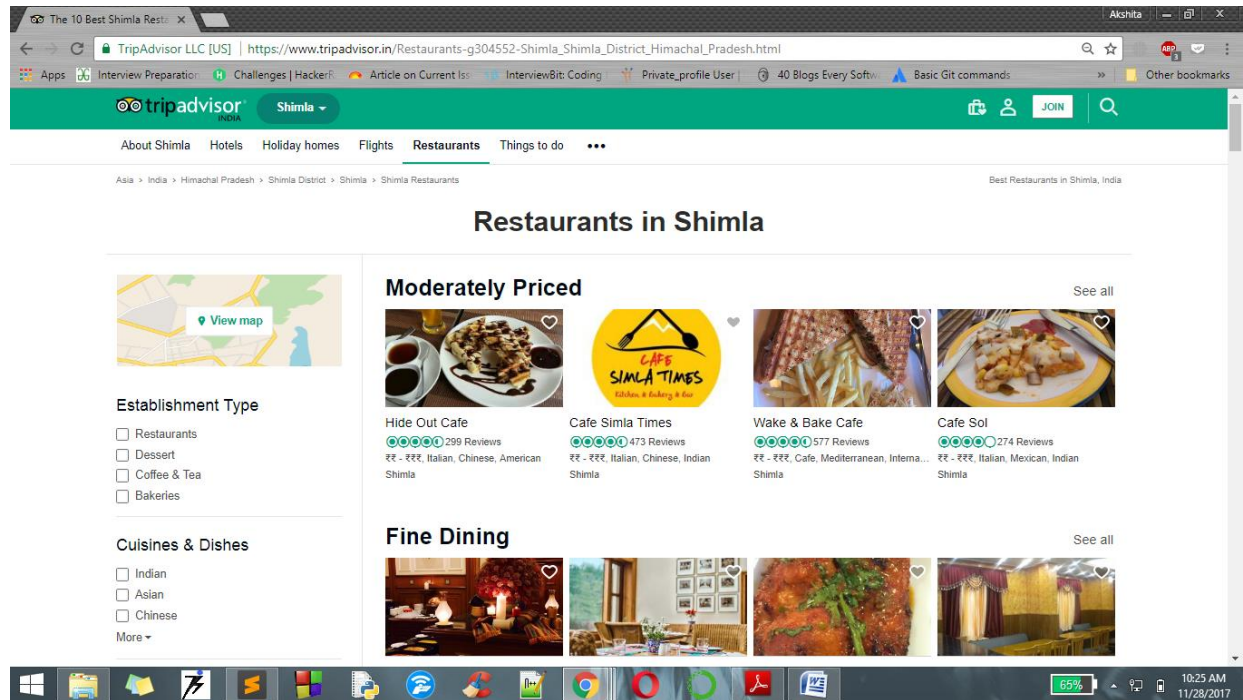 The 10 Best Shimla Resta
Akshita
TripAdvisor LLC [US] | https://www.tripadvisor.in/Restaurants-g304552-Shimla_Shimla_District_Himachal_Pradesh.html
ABP
3
Apps Interview Preparation Challenges | HackerR Article on Current Iss InterviewBit: Coding Private_profile User | 40 Blogs Every Softw Basic Git commands » Other bookmarks
tripadvisor
INDIA
Shimla
JOIN
About Shimla Hotels Holiday homes Flights Restaurants Things to do •••
Asia > India > Himachal Pradesh > Shimla District > Shimla > Shimla Restaurants
Best Restaurants in Shimla, India
Restaurants in Shimla
View map
Establishment Type
Restaurants
Dessert
Coffee & Tea
Bakeries
Cuisines & Dishes
Indian
Asian
Chinese
More
Moderately Priced
See all
CAFE
SIMLA TIMES
Kitchen & Bakery & Bar
Hide Out Cafe
299 Reviews
₹₹ - ₹₹₹, Italian, Chinese, American
Shimla
Cafe Simla Times
473 Reviews
₹₹ - ₹₹₹, Italian, Chinese, Indian
Shimla
Wake & Bake Cafe
577 Reviews
₹₹ - ₹₹₹, Cafe, Mediterranean, Interna...
Shimla
Cafe Sol
274 Reviews
₹₹ - ₹₹₹, Italian, Mexican, Indian
Shimla
Fine Dining
See all
65%
10:25 AM
11/28/2017